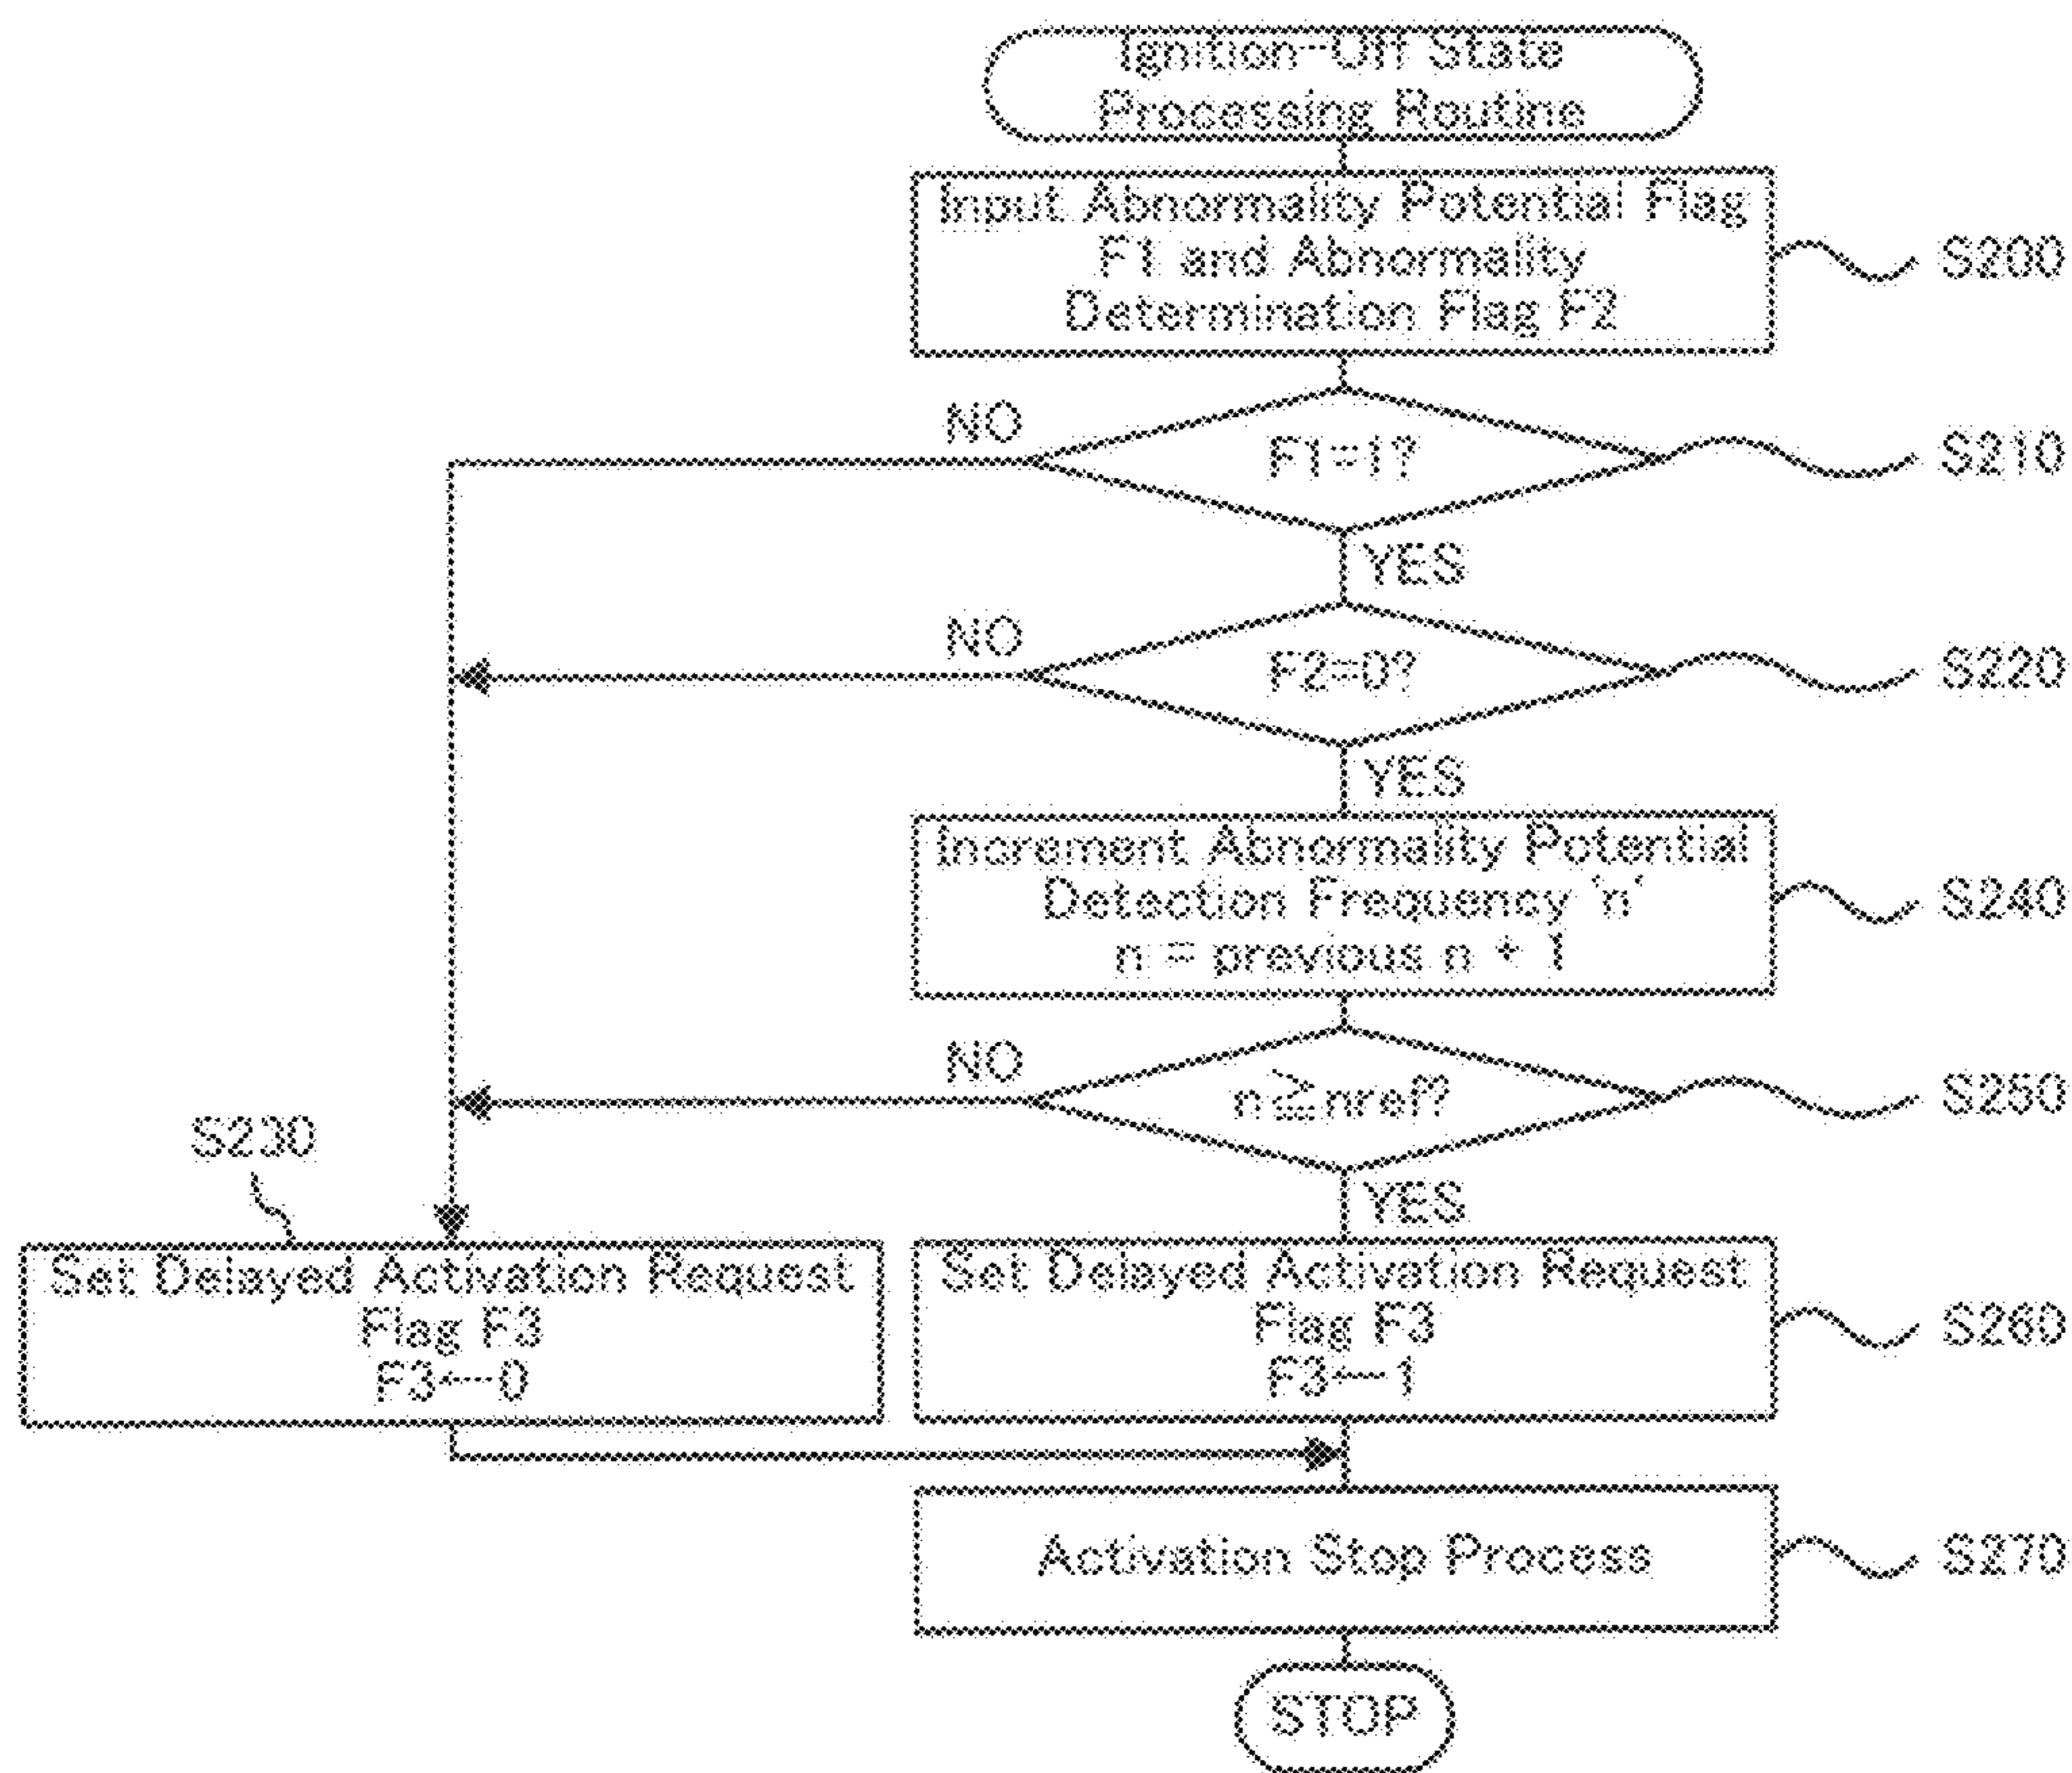 Ignition-Off State
Processing Routine
Input Abnormality Potential Flag
F1 and Abnormality
Determination Flag F2
S200
NO
F1=1?
S210
YES
NO
F2=0?
S220
YES
Increment Abnormality Potential
Detection Frequency 'n'
n = previous n + 1
S240
NO
n≧nref?
S250
S230
YES
Set Delayed Activation Request
Flag F3
F3←0
Set Delayed Activation Request
Flag F3
F3←1
S260
Activation Stop Process
S270
STOP